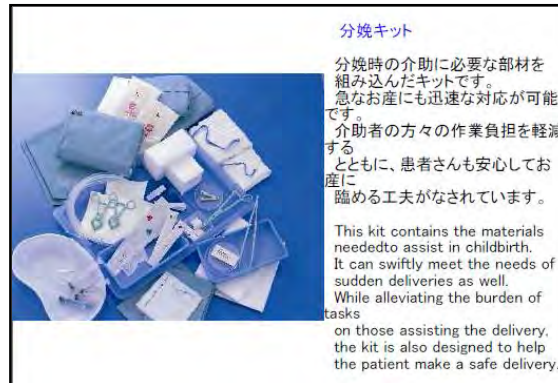 分娩キット
分娩時の介助に必要な部材を
組み込んだキットです。
急なお産にも迅速な対応が可能
です。
介助者の方々の作業負担を軽減
する
とともに、患者さんも安心してお
産に
臨める工夫がなされています。
This kit contains the materials
neededto assist in childbirth.
It can swiftly meet the needs of
sudden deliveries as well.
While alleviating the burden of
tasks
on those assisting the delivery,
the kit is also designed to help
the patient make a safe delivery.